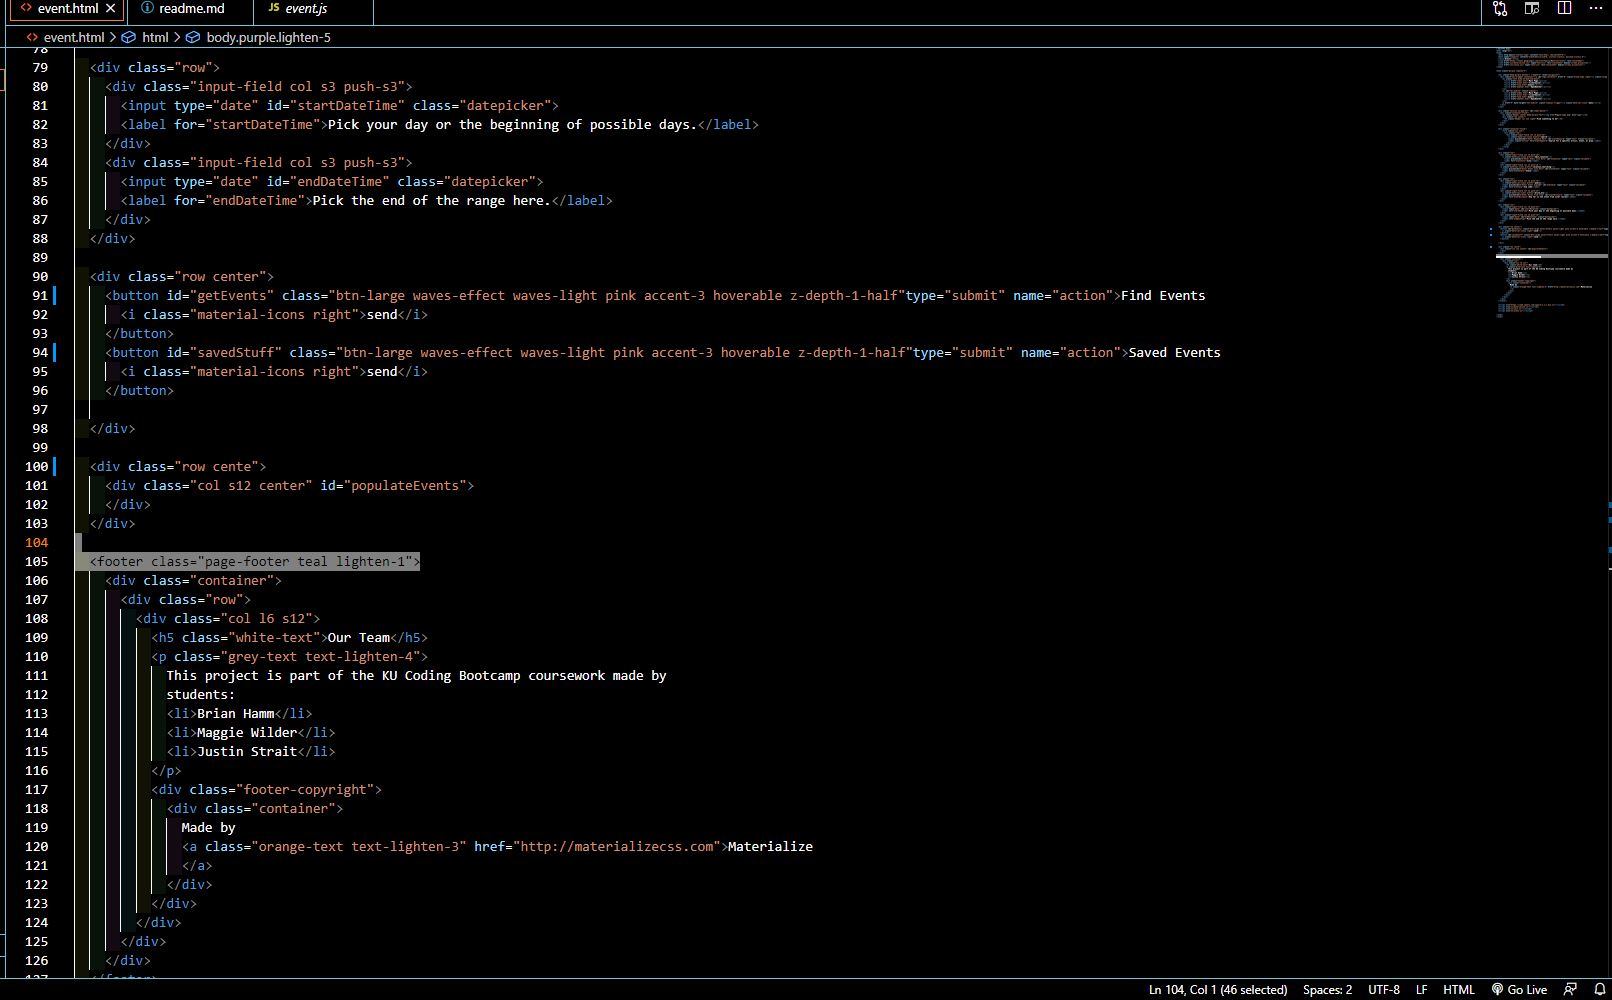 event.html
readme.md
JS event.js
event.html > html > body.purple.lighten-5
78
79 <div class="row">
80 <div class="input-field col s3 push-s3">
81 <input type="date" id="startDateTime" class="datepicker">
82 <label for="startDateTime">Pick your day or the beginning of possible days.</label>
83 </div>
84 <div class="input-field col s3 push-s3">
85 <input type="date" id="endDateTime" class="datepicker">
86 <label for="endDateTime">Pick the end of the range here.</label>
87 </div>
88 </div>
89
90 <div class="row center">
91 <button id="getEvents" class="btn-large waves-effect waves-light pink accent-3 hoverable z-depth-1-half"type="submit" name="action">Find Events
92 <i class="material-icons right">send</i>
93 </button>
94 <button id="savedStuff" class="btn-large waves-effect waves-light pink accent-3 hoverable z-depth-1-half"type="submit" name="action">Saved Events
95 <i class="material-icons right">send</i>
96 </button>
97
98 </div>
99
100 <div class="row cente">
101 <div class="col s12 center" id="populateEvents">
102 </div>
103 </div>
104
105 <footer class="page-footer teal lighten-1">
106 <div class="container">
107 <div class="row">
108 <div class="col l6 s12">
109 <h5 class="white-text">Our Team</h5>
110 <p class="grey-text text-lighten-4">
111 This project is part of the KU Coding Bootcamp coursework made by
112 students:
113 <li>Brian Hamm</li>
114 <li>Maggie Wilder</li>
115 <li>Justin Strait</li>
116 </p>
117 <div class="footer-copyright">
118 <div class="container">
119 Made by
120 <a class="orange-text text-lighten-3" href="http://materializecss.com">Materialize
121 </a>
122 </div>
123 </div>
124 </div>
125 </div>
126 </div>
127 </footer>
Ln 104, Col 1 (46 selected) Spaces: 2 UTF-8 LF HTML Go Live